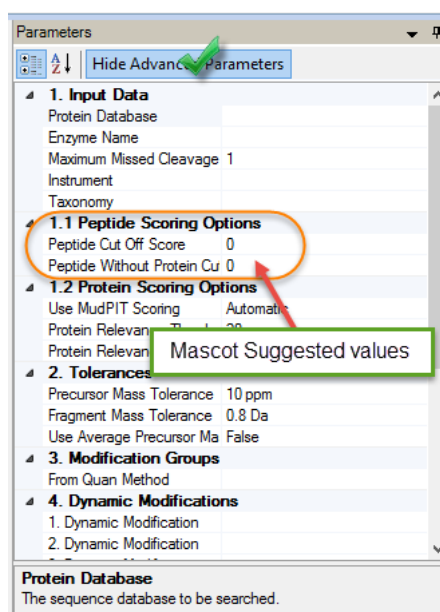 Parameters
Hide Advanced Parameters
1. Input Data
Protein Database
Enzyme Name
Maximum Missed Cleavage 1
Instrument
Taxonomy
1.1 Peptide Scoring Options
Peptide Cut Off Score 0
Peptide Without Protein Cu 0
1.2 Protein Scoring Options
Use MudPIT Scoring Automatic
Protein Relevan
Protein Relevan
Mascot Suggested values
2. Tolerances
Precursor Mass Tolerance 10 ppm
Fragment Mass Tolerance 0.8 Da
Use Average Precursor Ma False
3. Modification Groups
From Quan Method
4. Dynamic Modifications
1. Dynamic Modification
2. Dynamic Modification
Protein Database
The sequence database to be searched.